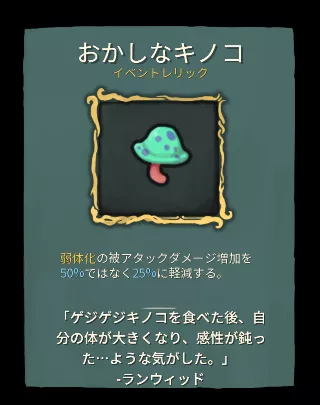 おかしなキノコ
イベントレリック
弱体化の被アタックダメージ増加を
50%ではなく25%に軽減する。
「ゲジゲジキノコを食べた後、自
分の体が大きくなり、感性が鈍っ
た…ような気がした。」
-ランウィッド